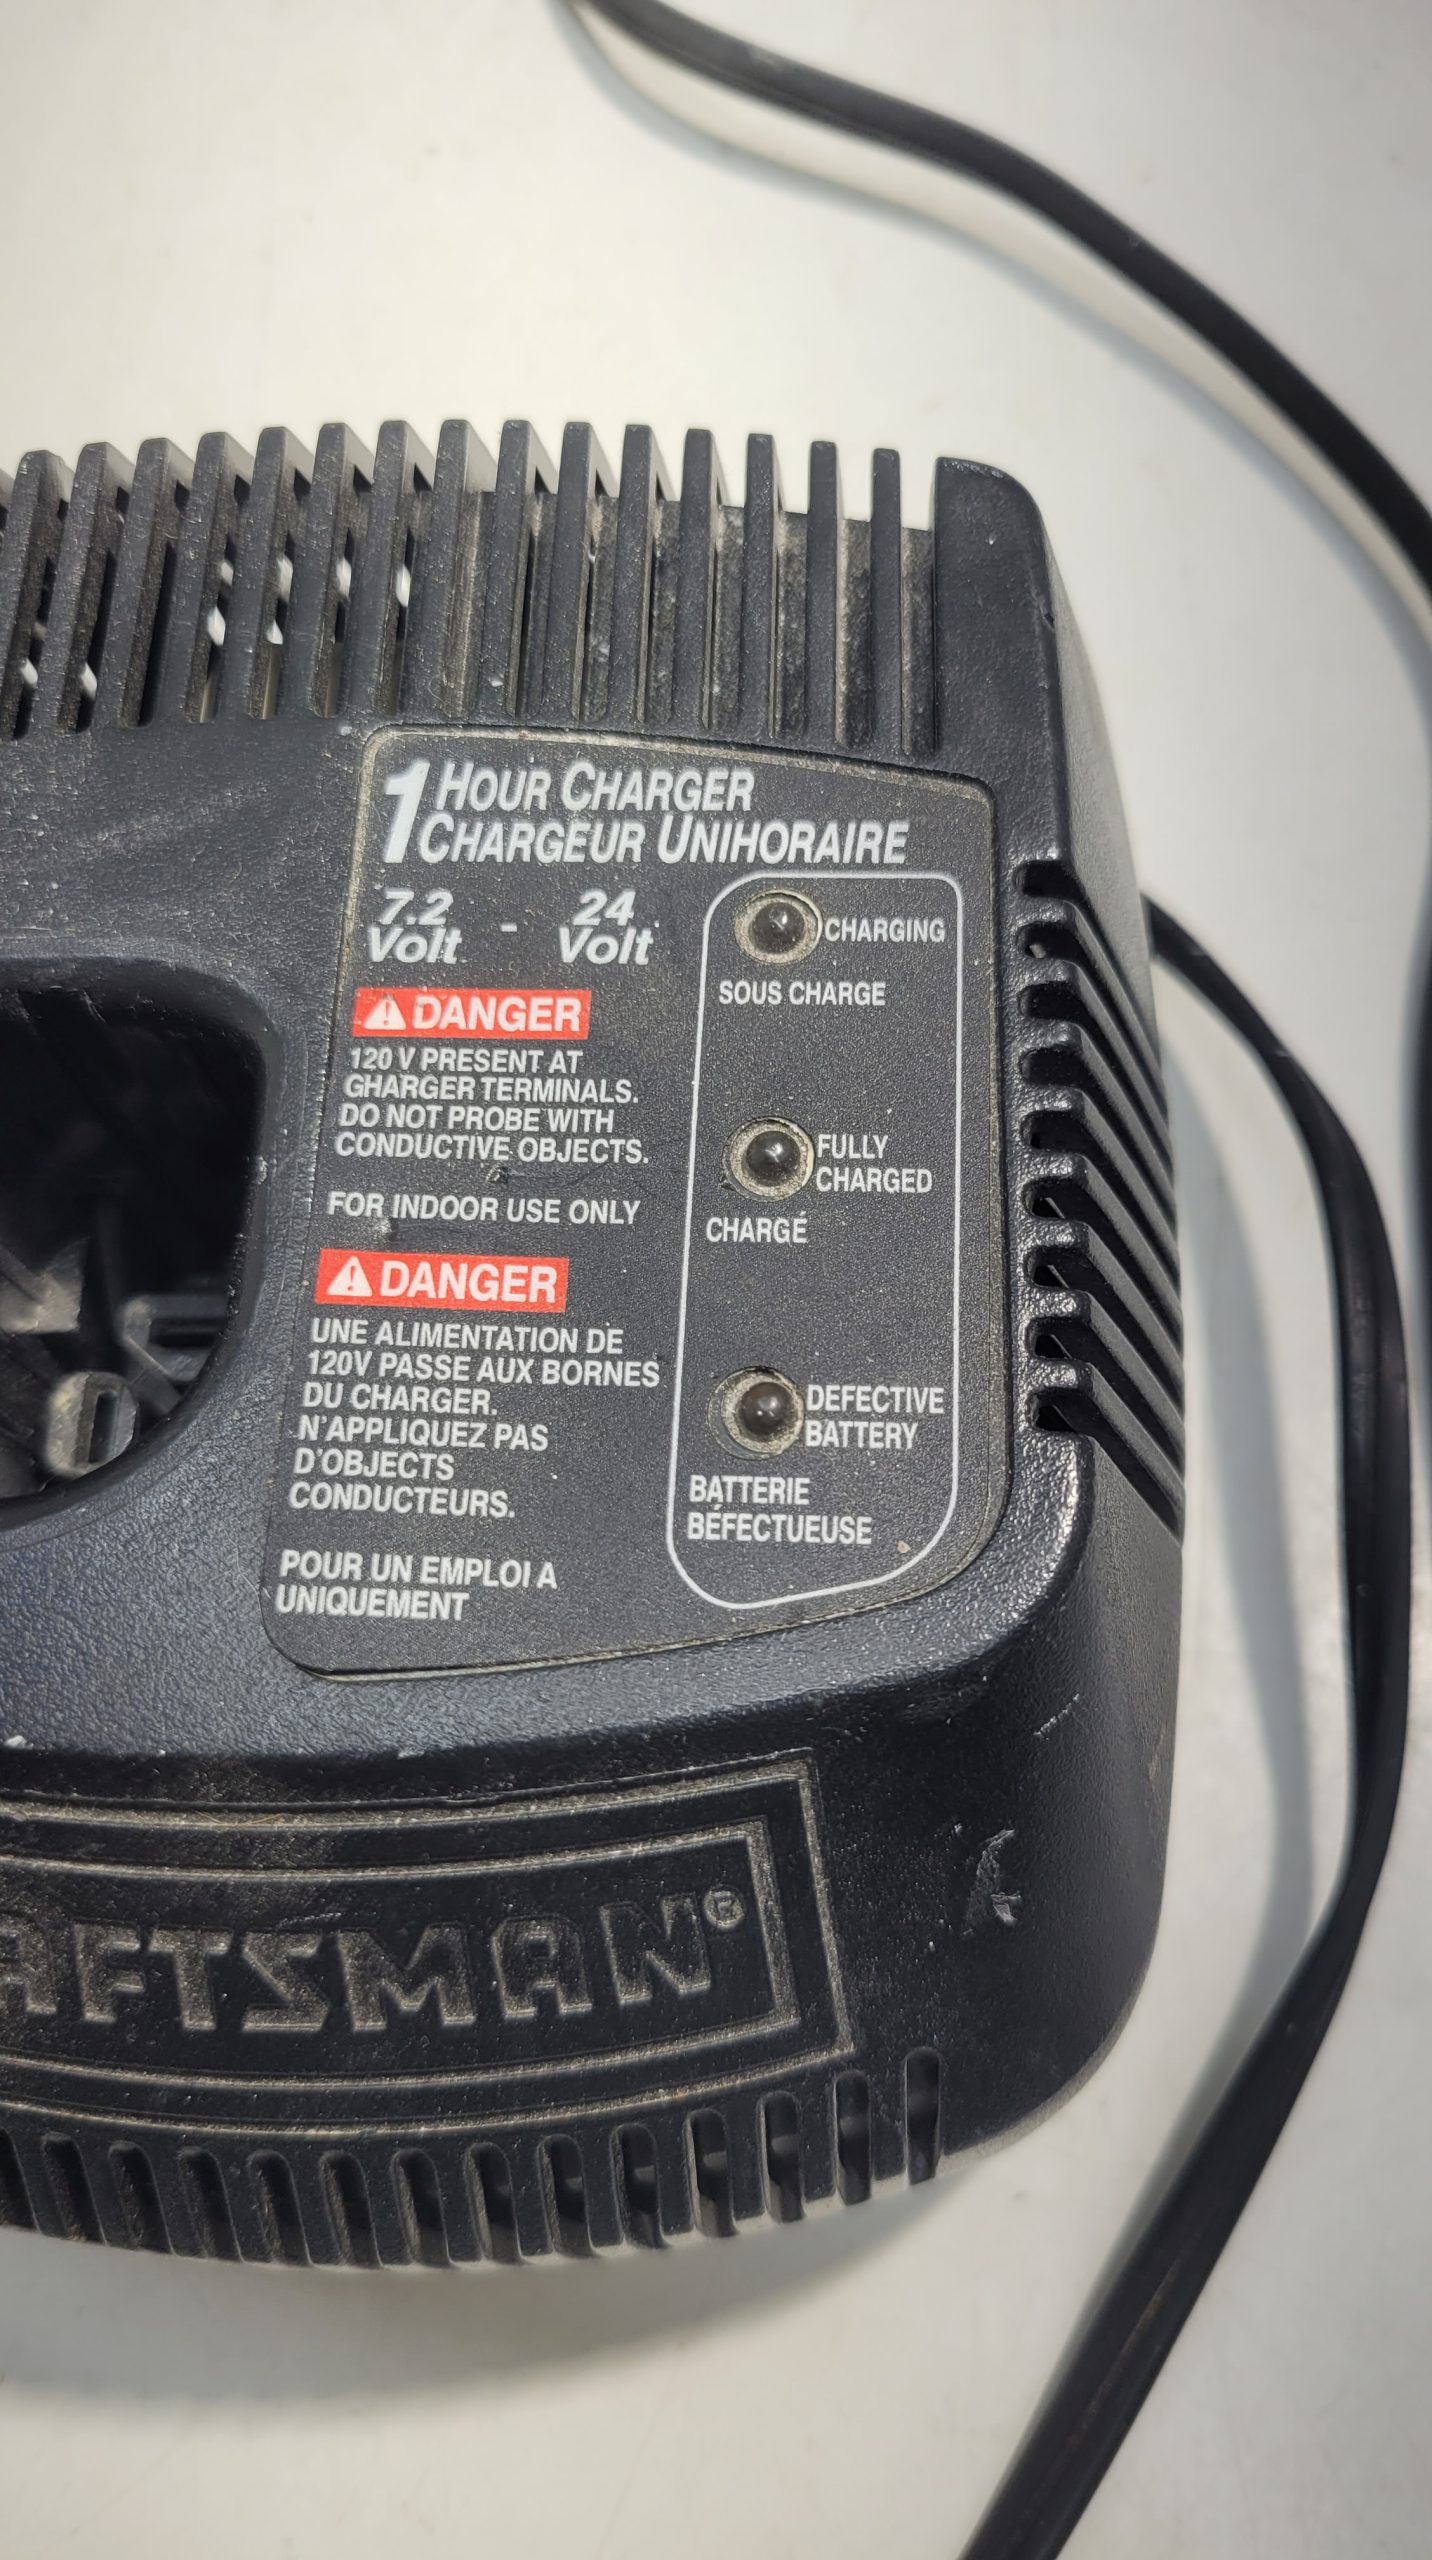 1 HOUR CHARGER
CHARGEUR UNIHORAIRE
7.2 Volt - 24 Volt
DANGER
120 V PRESENT AT
GHARGER TERMINALS.
DO NOT PROBE WITH
CONDUCTIVE OBJECTS.
FOR INDOOR USE ONLY
DANGER
UNE ALIMENTATION DE
120V PASSE AUX BORNES
DU CHARGER.
N'APPLIQUEZ PAS
D'OBJECTS
CONDUCTEURS.
POUR UN EMPLOI A
UNIQUEMENT
CHARGING
SOUS CHARGE
FULLY
CHARGED
CHARGÉ
DEFECTIVE
BATTERY
BATTERIE
BÉFECTUEUSE
AFTSMAN®